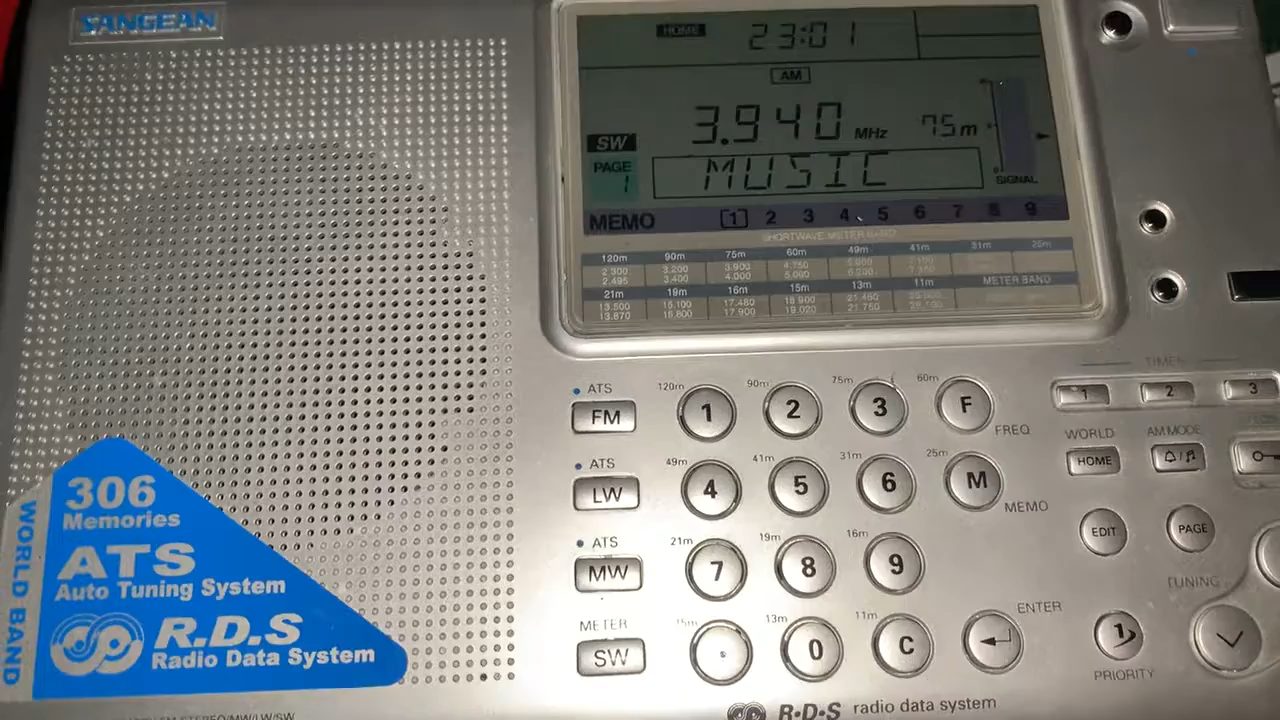 SANGEAN
HOME 23:01
AM
SW 3.940 MHz 75m
PAGE 1 MUSIC
SIGNAL
MEMO [1] 2 3 4 5 6 7 8 9
SHORTWAVE METER BAND
120m 90m 75m 60m 49m 41m 31m 25m
2.300 3.200 3.900 4.750
2.495 3.400 4.000 5.060 6.200
21m 19m 16m 15m 13m 11m METER BAND
13.500 15.100 17.480 18.900 21.450
13.870 15.800 17.900 19.020 21.750
TIMER
1 2 3
ATS 120m 90m 75m 60m
FM 1 2 3 F FREQ
WORLD AM MODE
HOME
ATS 49m 41m 31m 25m
LW 4 5 6 M MEMO
EDIT PAGE
ATS 21m 19m 16m
MW 7 8 9
TUNING
METER 15m 13m 11m ENTER
SW . 0 C
1
PRIORITY
R·D·S radio data system
306
Memories
ATS
Auto Tuning System
R.D.S
Radio Data System
WORLD BAND